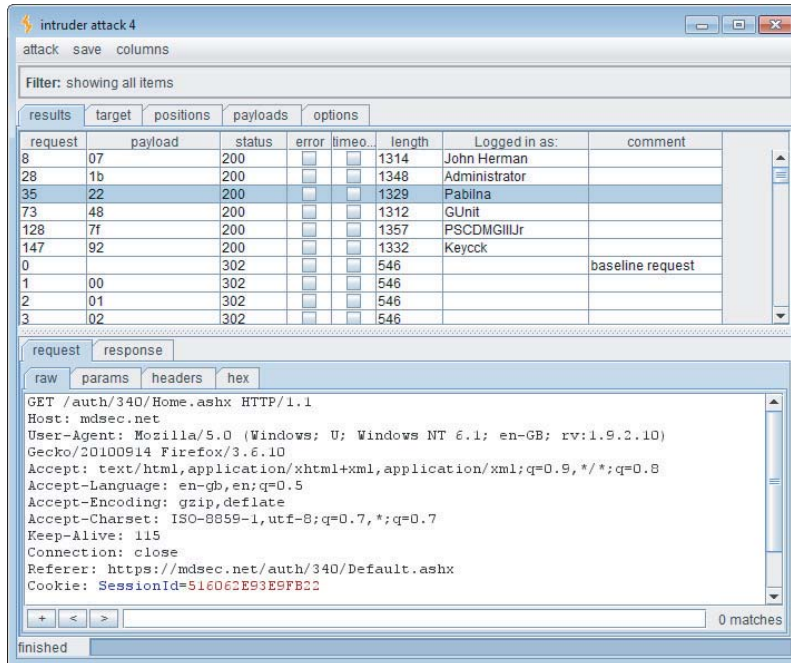 intruder attack 4
attack save columns
Filter: showing all items
results target positions payloads options
request payload status error timeo... length Logged in as: comment
8 07 200 1314 John Herman
28 1b 200 1348 Administrator
35 22 200 1329 Pabilna
73 48 200 1312 GUnit
128 7f 200 1357 PSCDMGIIIJr
147 92 200 1332 Keycck
0 302 546 baseline request
1 00 302 546
2 01 302 546
3 02 302 546
request response
raw params headers hex
GET /auth/340/Home.ashx HTTP/1.1
Host: mdsec.net
User-Agent: Mozilla/5.0 (Windows; U; Windows NT 6.1; en-GB; rv:1.9.2.10)
Gecko/20100914 Firefox/3.6.10
Accept: text/html,application/xhtml+xml,application/xml;q=0.9,*/*;q=0.8
Accept-Language: en-gb,en;q=0.5
Accept-Encoding: gzip,deflate
Accept-Charset: ISO-8859-1,utf-8;q=0.7,*;q=0.7
Keep-Alive: 115
Connection: close
Referer: https://mdsec.net/auth/340/Default.ashx
Cookie: SessionId=516062E93E9FB22
+ < > 0 matches
finished